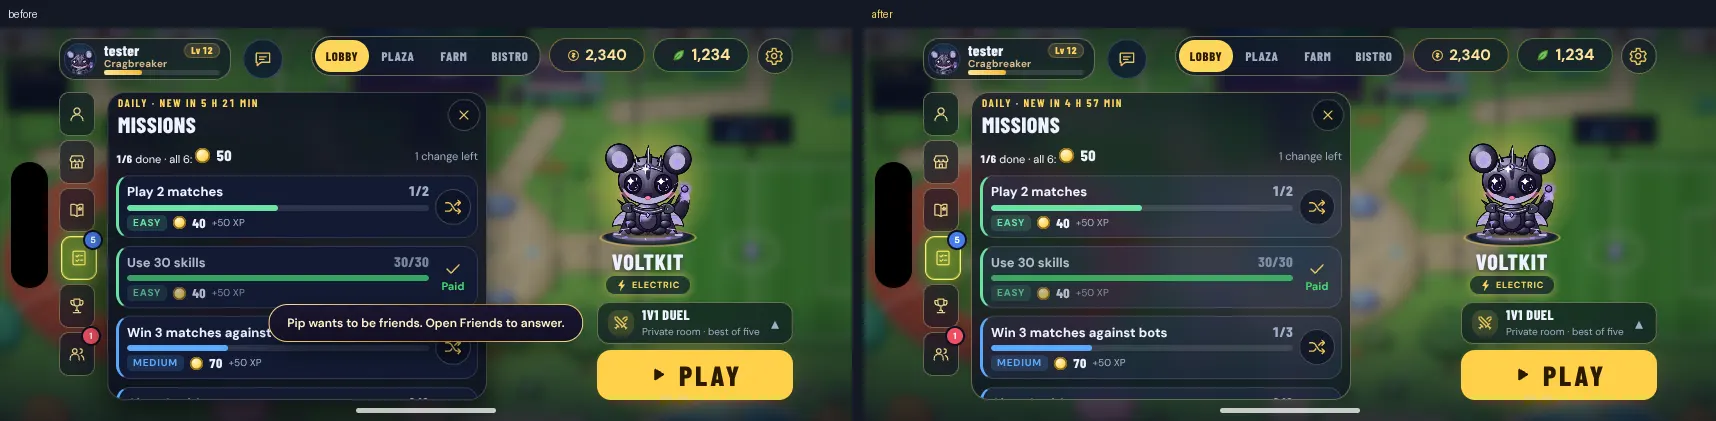 before
tester
Lv 12
Cragbreaker
LOBBY
PLAZA
FARM
BISTRO
2,340
1,234
DAILY · NEW IN 5 H 21 MIN
MISSIONS
1/6 done · all 6: 50
1 change left
Play 2 matches
1/2
EASY 40 +50 XP
Use 30 skills
30/30
EASY 40 +50 XP
Paid
Pip wants to be friends. Open Friends to answer.
Win 3 matches against
MEDIUM 70 +50 XP
5
1
VOLTKIT
ELECTRIC
1V1 DUEL
Private room · best of five
PLAY
after
tester
Lv 12
Cragbreaker
LOBBY
PLAZA
FARM
BISTRO
2,340
1,234
DAILY · NEW IN 4 H 57 MIN
MISSIONS
1/6 done · all 6: 50
1 change left
Play 2 matches
1/2
EASY 40 +50 XP
Use 30 skills
30/30
EASY 40 +50 XP
Paid
Win 3 matches against bots
1/3
MEDIUM 70 +50 XP
5
1
VOLTKIT
ELECTRIC
1V1 DUEL
Private room · best of five
PLAY